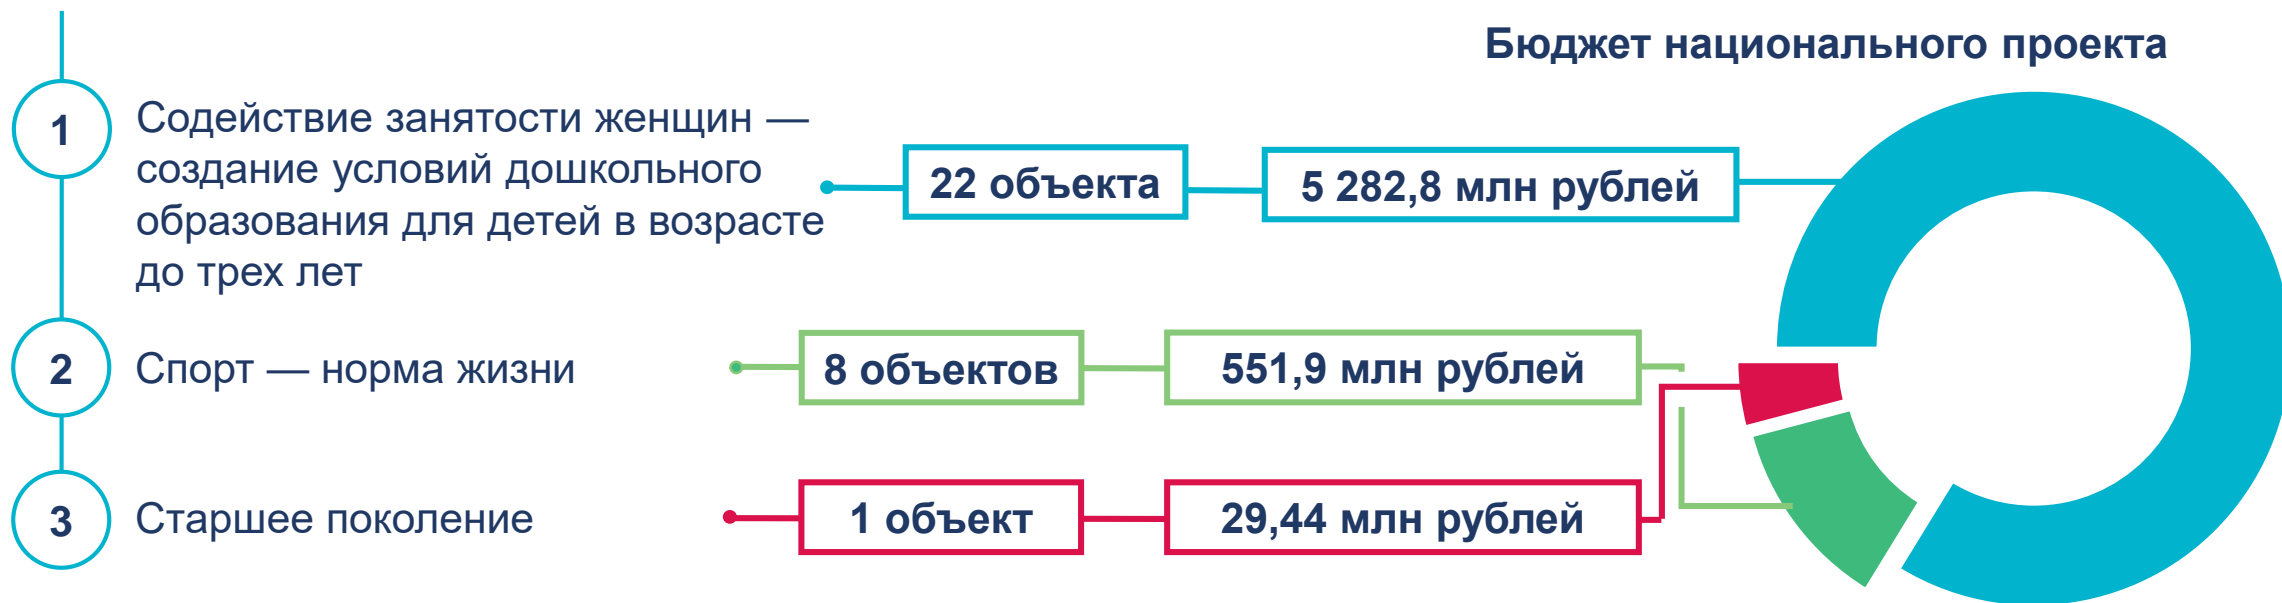 Бюджет национального проекта
1
Содействие занятости женщин —
создание условий дошкольного
образования для детей в возрасте
до трех лет
22 объекта
5 282,8 млн рублей
2
Спорт — норма жизни
8 объектов
551,9 млн рублей
3
Старшее поколение
1 объект
29,44 млн рублей